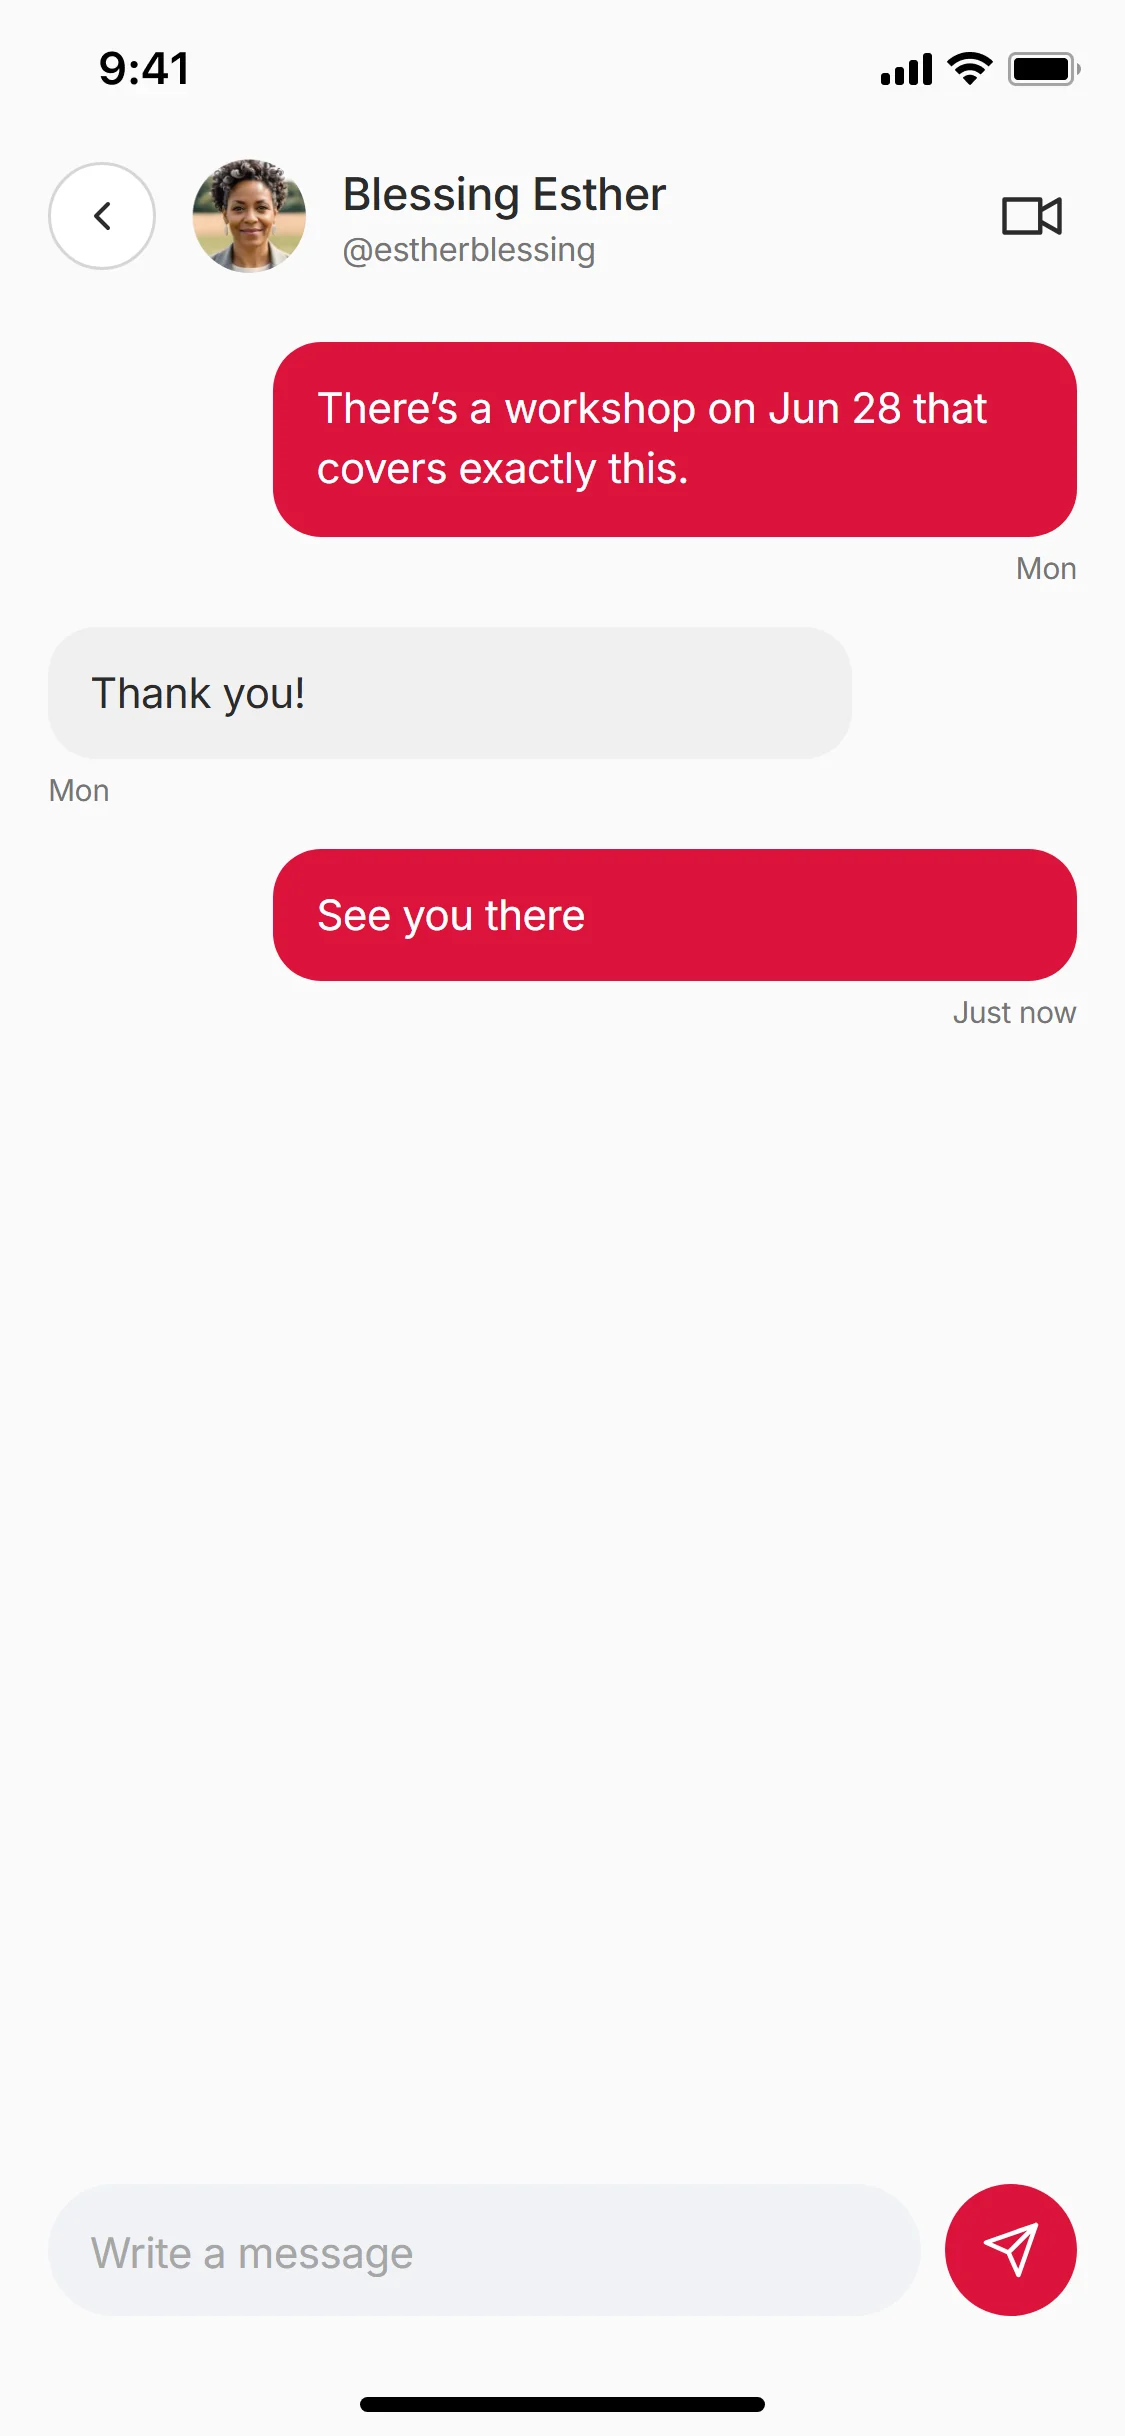 9:41
Blessing Esther
@estherblessing
There’s a workshop on Jun 28 that
covers exactly this.
Mon
Thank you!
Mon
See you there
Just now
Write a message